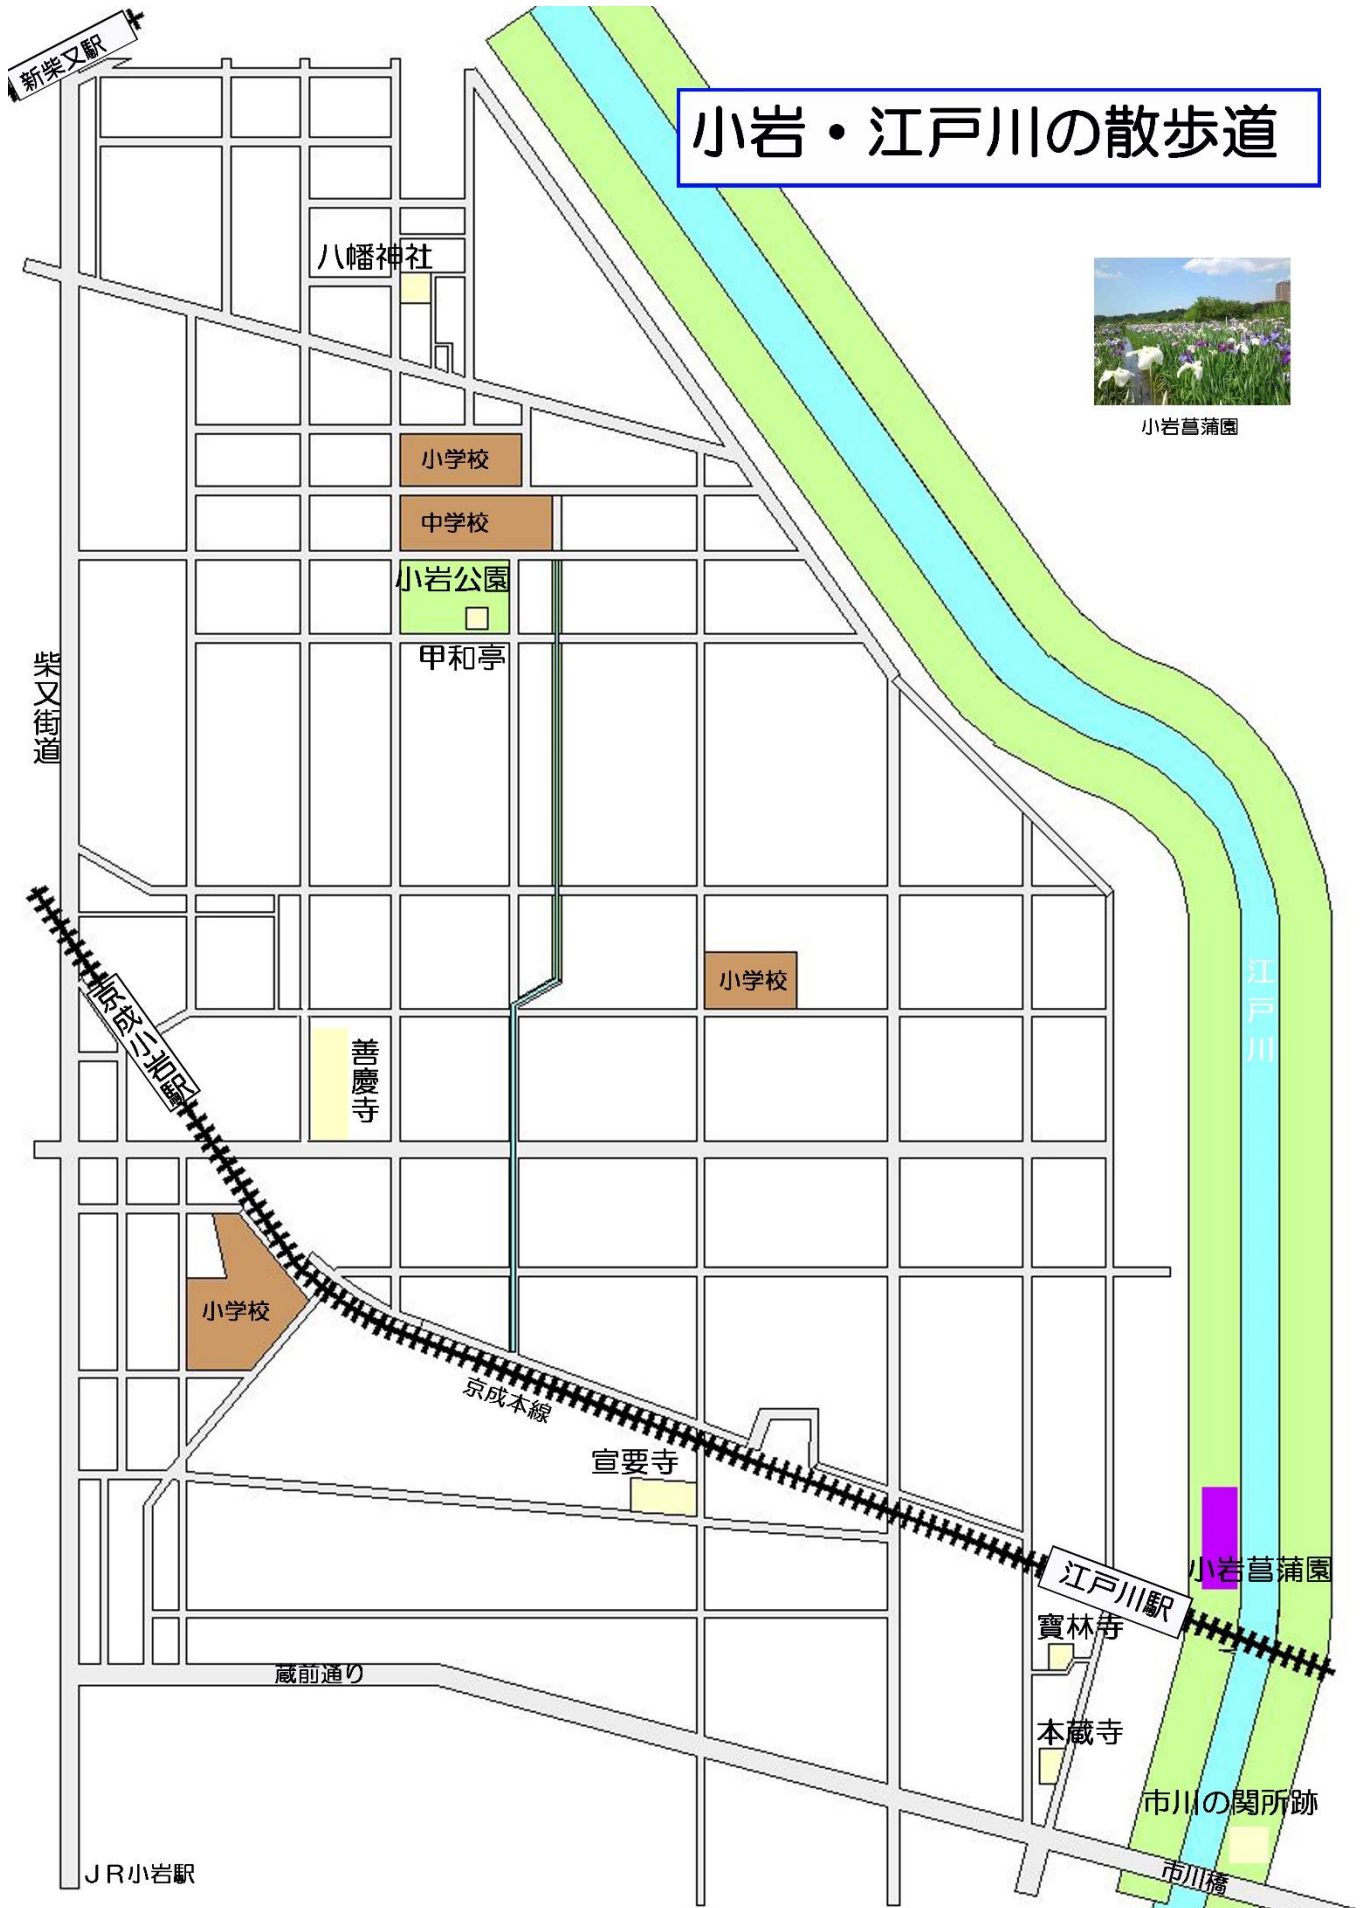 新柴又駅
小岩・江戸川の散歩道
八幡神社
小岩菖蒲園
小学校
中学校
小岩公園
甲和亭
柴又街道
江戸川
小学校
京成小岩駅
善慶寺
小学校
京成本線
宣要寺
小岩菖蒲園
江戸川駅
寶林寺
蔵前通り
本蔵寺
市川の関所跡
市川橋
ＪＲ小岩駅